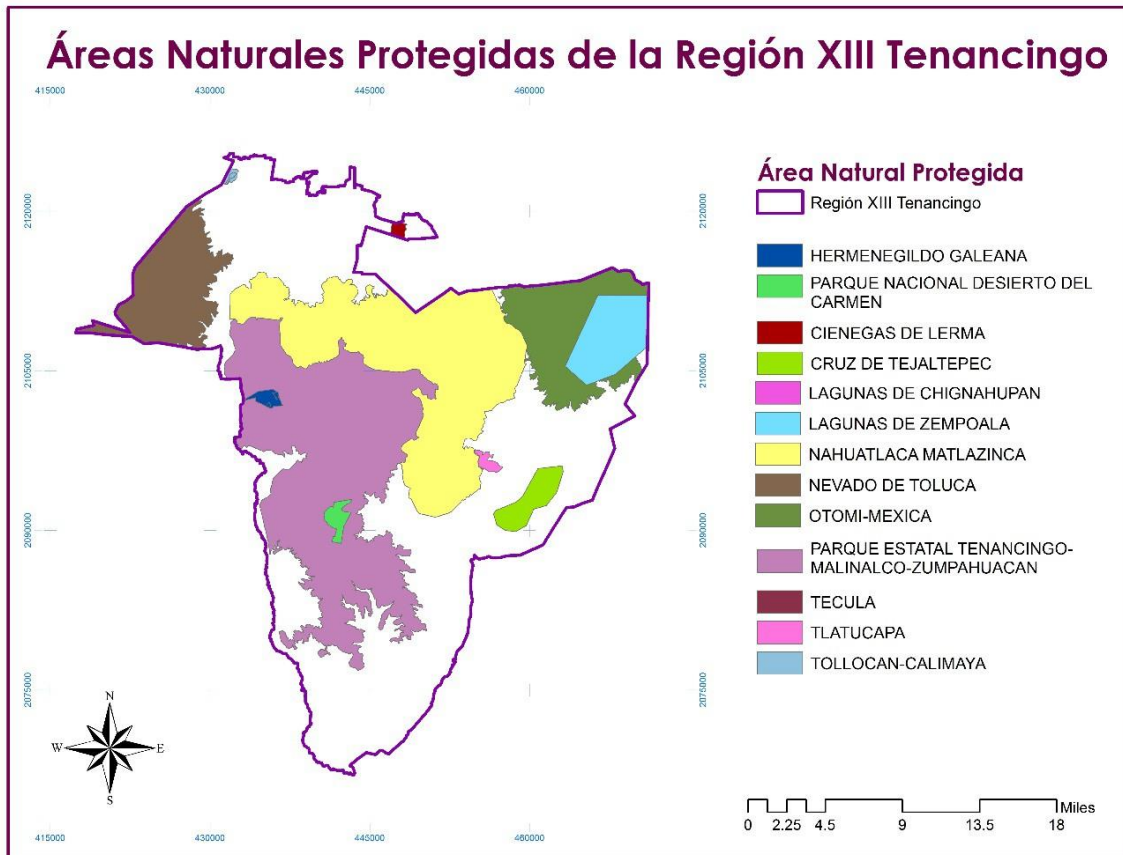 Áreas Naturales Protegidas de la Región XIII Tenancingo
415000
430000
445000
460000
2120000
2105000
2090000
2075000
2120000
2105000
2090000
2075000
Área Natural Protegida
Región XIII Tenancingo
HERMENEGILDO GALEANA
PARQUE NACIONAL DESIERTO DEL
CARMEN
CIENEGAS DE LERMA
CRUZ DE TEJALTEPEC
LAGUNAS DE CHIGNAHUPAN
LAGUNAS DE ZEMPOALA
NAHUATLACA MATLAZINCA
NEVADO DE TOLUCA
OTOMI-MEXICA
PARQUE ESTATAL TENANCINGO-
MALINALCO-ZUMPAHUACAN
TECULA
TLATUCAPA
TOLLOCAN-CALIMAYA
N
W
E
S
Miles
0 2.25 4.5 9 13.5 18
415000
430000
445000
460000